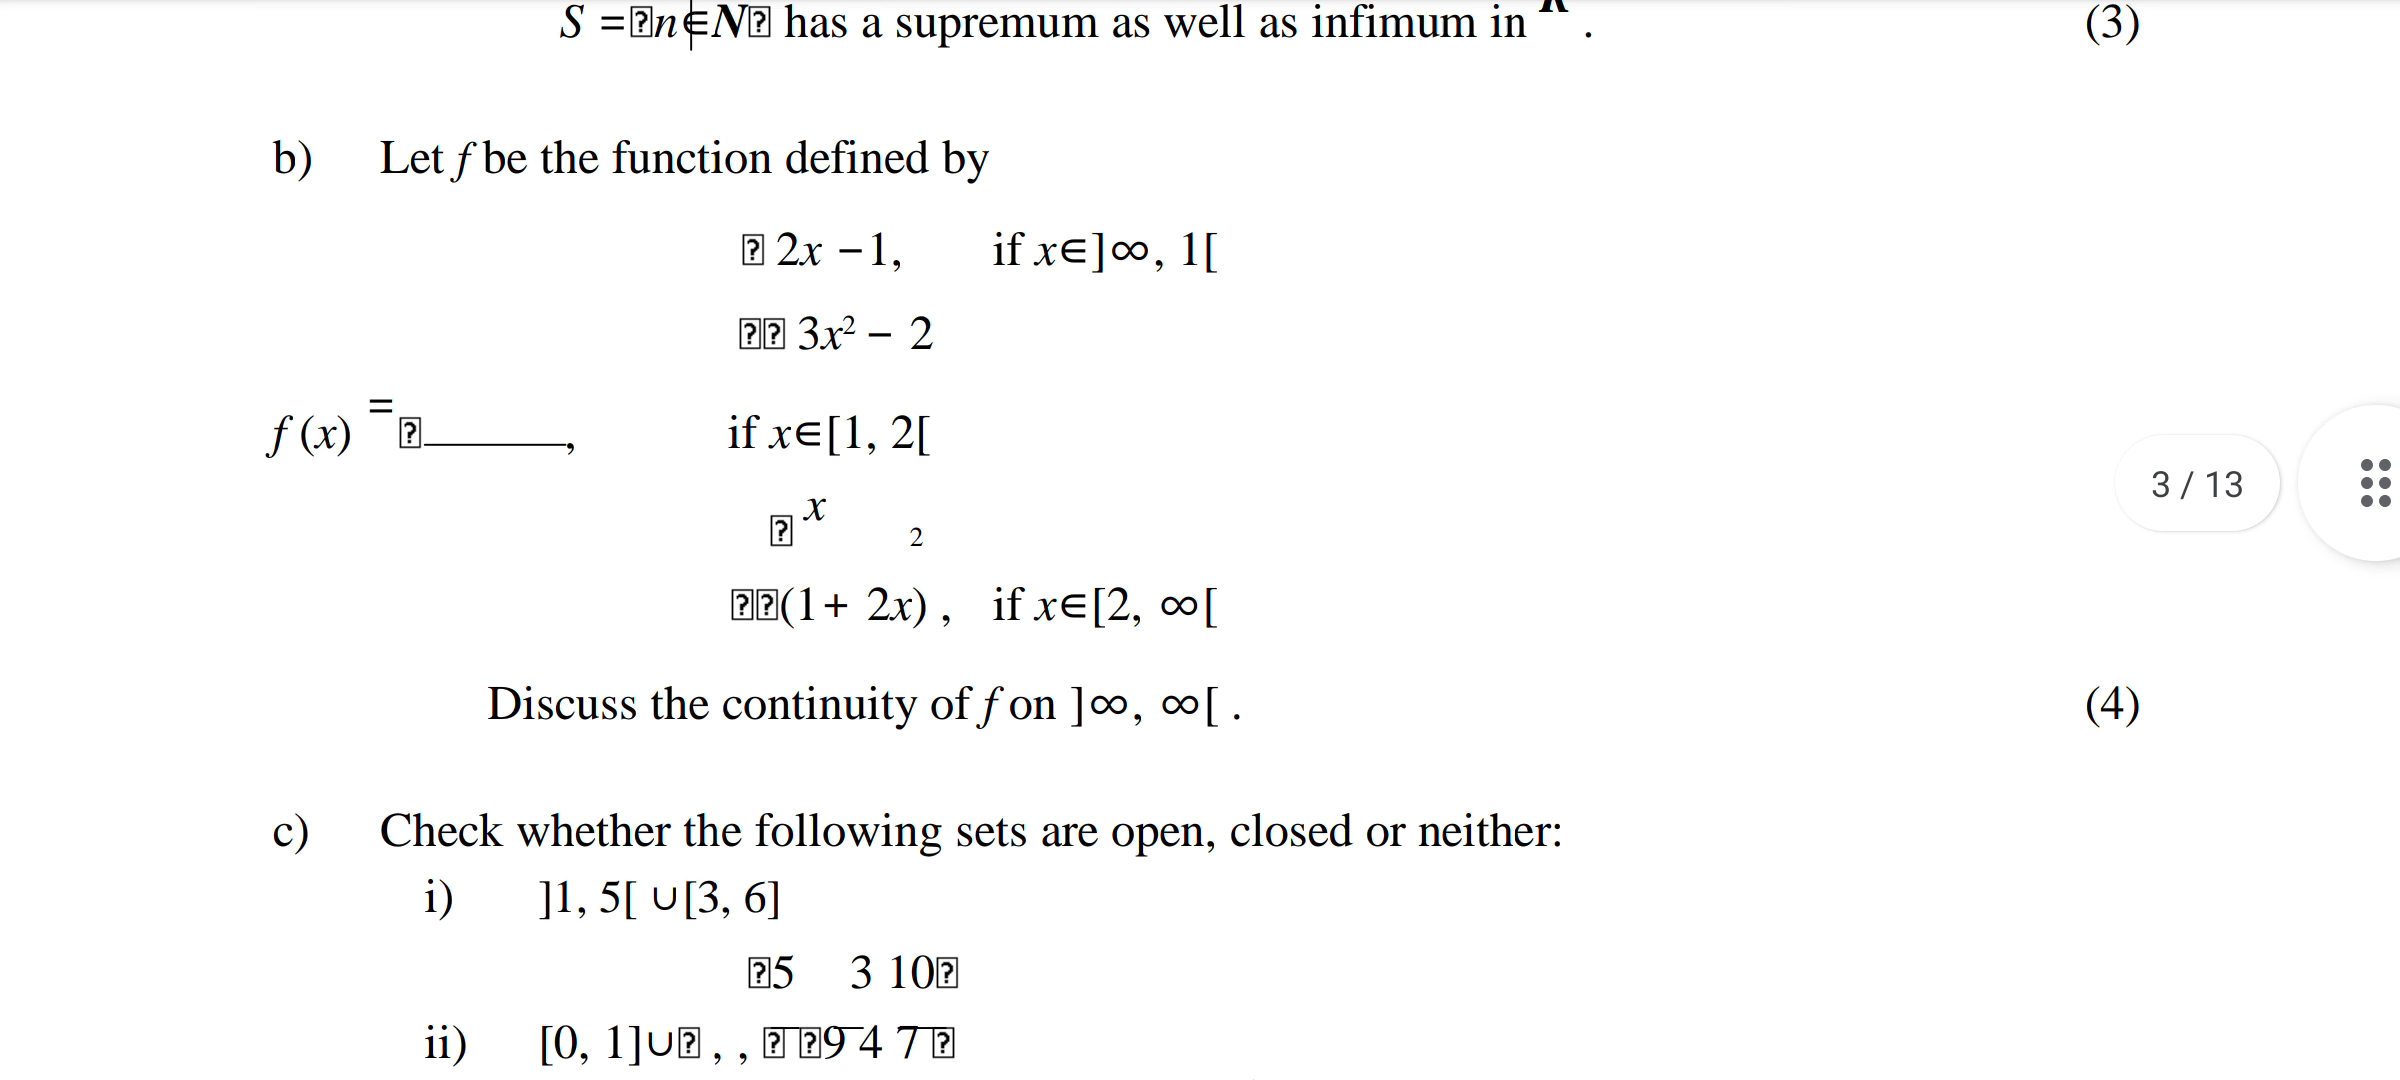 S =⍰n∈N⍰ has a supremum as well as infimum in R . (3)
b) Let f be the function defined by
⍰ 2x −1, if x∈]∞, 1[
⍰⍰ 3x² − 2
f (x) =⍰______, if x∈[1, 2[
⍰ x 2
⍰⍰(1+ 2x) , if x∈[2, ∞[
3 / 13
Discuss the continuity of f on ]∞, ∞[ . (4)
c) Check whether the following sets are open, closed or neither:
i) ]1, 5[ ∪[3, 6]
⍰5 3 10⍰
ii) [0, 1]∪⍰ , , ⍰ ⍰9 4 7 ⍰